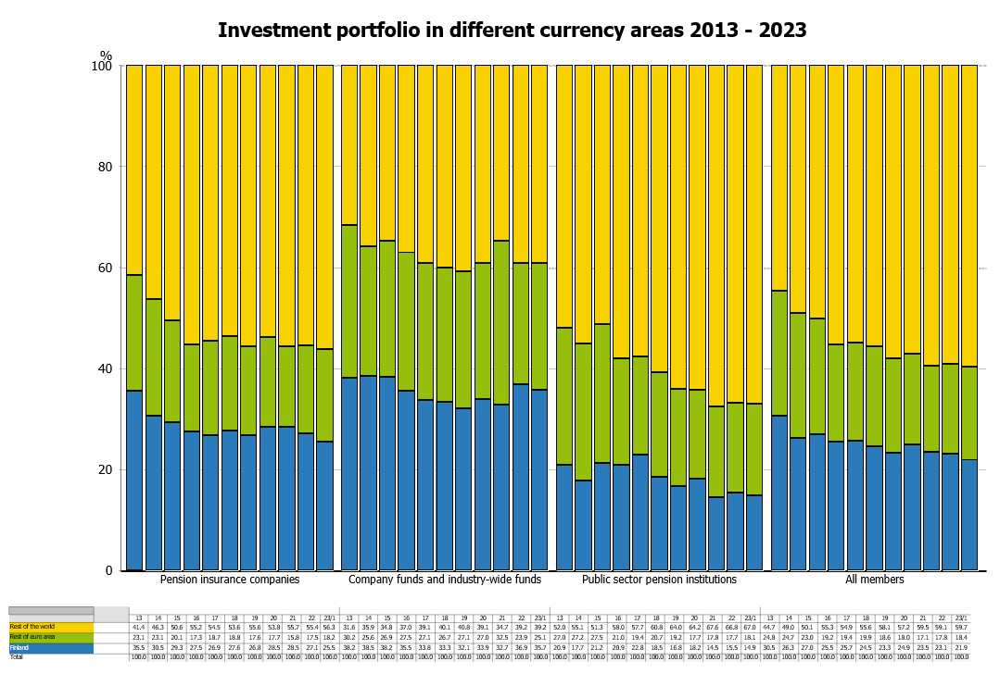 Investment portfolio in different currency areas 2013 - 2023
%
100
80
60
40
20
0
Pension insurance companies Company funds and industry-wide funds Public sector pension institutions All members
13 14 15 16 17 18 19 20 21 22 23/1 13 14 15 16 17 18 19 20 21 22 23/1 13 14 15 16 17 18 19 20 21 22 23/1 13 14 15 16 17 18 19 20 21 22 23/1
Rest of the world 41.4 46.3 50.6 55.2 54.5 53.6 55.6 53.8 55.7 55.4 56.3 31.6 35.9 34.8 37.0 39.1 40.1 40.8 39.1 34.7 39.2 39.2 52.0 55.1 51.3 58.0 57.7 60.8 64.0 64.2 67.6 66.8 67.0 44.7 49.0 50.1 55.3 54.9 55.6 58.1 57.2 59.5 59.1 59.7
Rest of euro area 23.1 23.1 20.1 17.3 18.7 18.8 17.6 17.7 15.8 17.5 18.2 30.2 25.6 26.9 27.5 27.1 26.7 27.1 27.0 32.5 23.9 25.1 27.0 27.2 27.5 21.0 19.4 20.7 19.2 17.7 17.8 17.7 18.1 24.8 24.7 23.0 19.2 19.4 19.9 18.6 18.0 17.2 17.8 18.4
Finland 35.5 30.5 29.3 27.5 26.9 27.6 26.8 28.5 28.5 27.1 25.5 38.2 38.5 38.2 35.5 33.8 33.3 32.1 33.9 32.7 36.9 35.7 20.9 17.7 21.2 20.9 22.8 18.5 16.8 18.2 14.5 15.5 14.9 30.5 26.3 27.0 25.5 25.7 24.5 23.3 24.9 23.5 23.1 21.9
Total 100.0 100.0 100.0 100.0 100.0 100.0 100.0 100.0 100.0 100.0 100.0 100.0 100.0 100.0 100.0 100.0 100.0 100.0 100.0 100.0 100.0 100.0 100.0 100.0 100.0 100.0 100.0 100.0 100.0 100.0 100.0 100.0 100.0 100.0 100.0 100.0 100.0 100.0 100.0 100.0 100.0 100.0 100.0 100.0